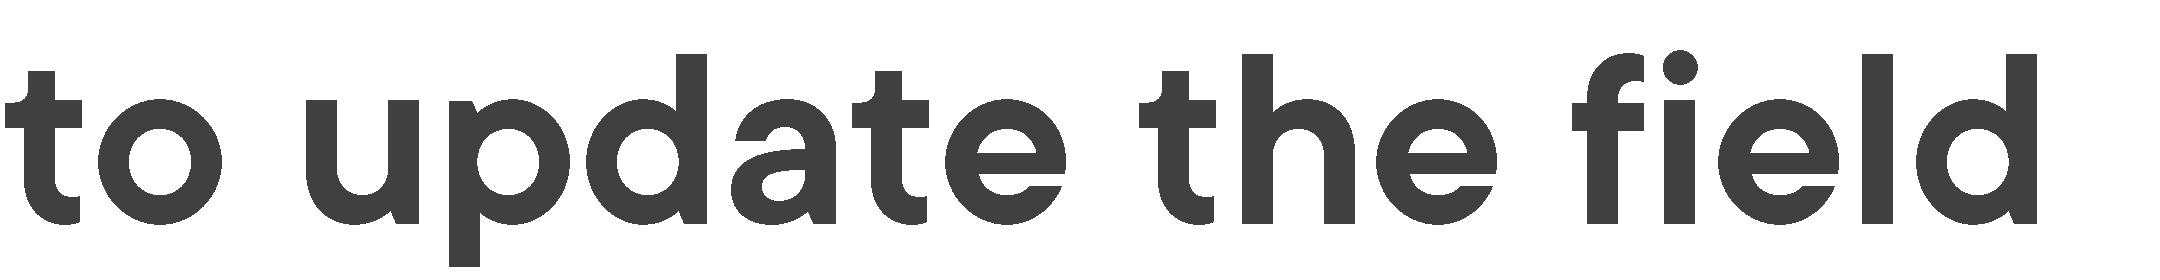 to update the field